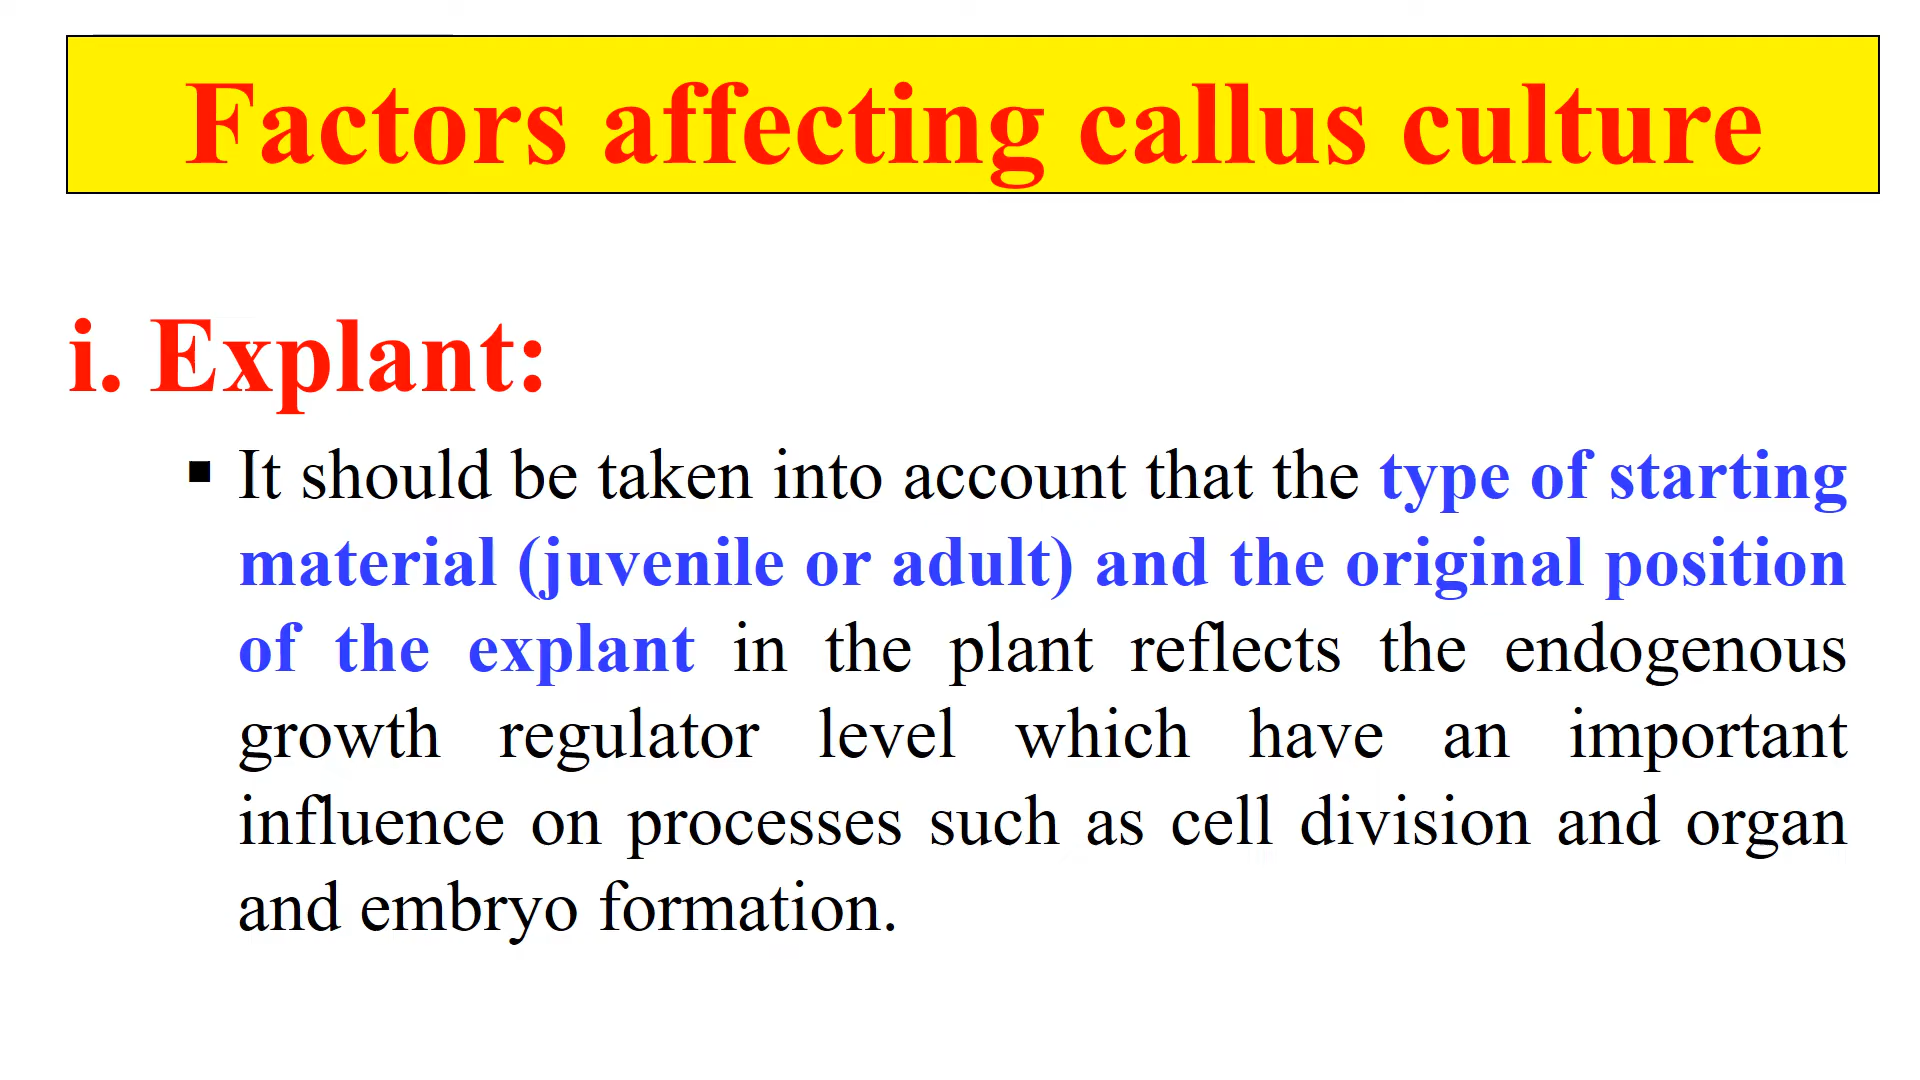 Factors affecting callus culture
i. Explant:
▪ It should be taken into account that the type of starting
material (juvenile or adult) and the original position
of the explant in the plant reflects the endogenous
growth regulator level which have an important
influence on processes such as cell division and organ
and embryo formation.